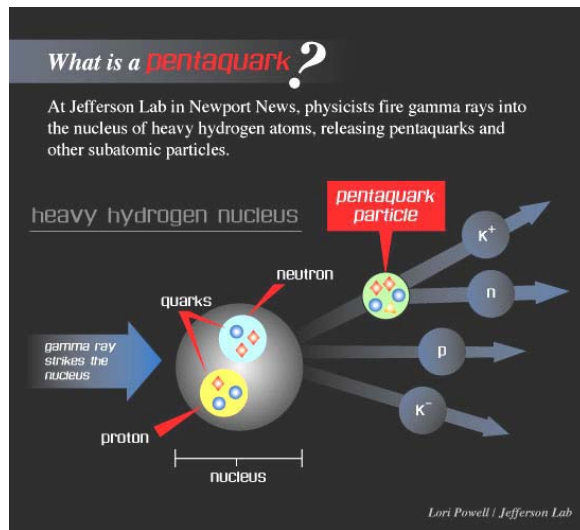 What is a pentaquark?
At Jefferson Lab in Newport News, physicists fire gamma rays into
the nucleus of heavy hydrogen atoms, releasing pentaquarks and
other subatomic particles.
heavy hydrogen nucleus
pentaquark
particle
K+
n
p
K-
neutron
quarks
gamma ray
strikes the
nucleus
proton
nucleus
Lori Powell / Jefferson Lab